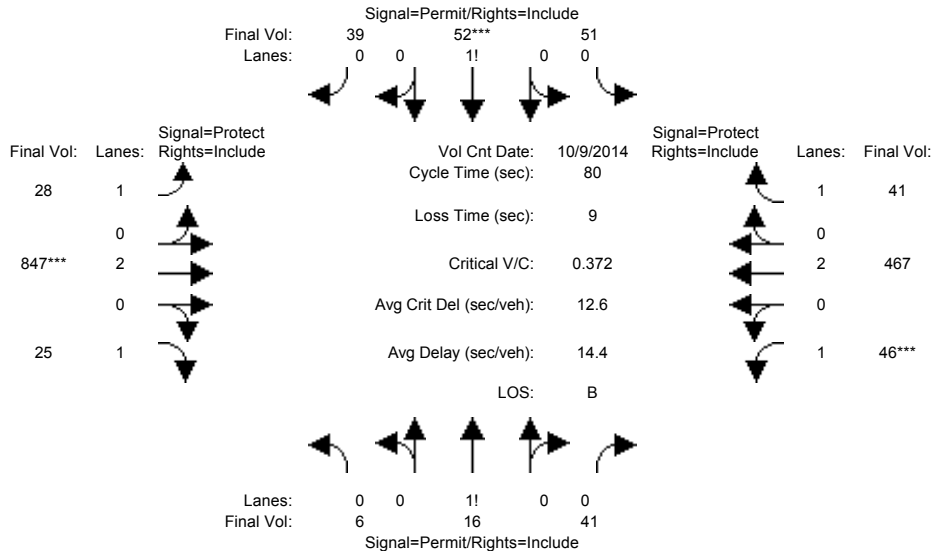 Signal=Permit/Rights=Include
Final Vol: 39 52*** 51
Lanes: 0 0 1! 0 0
Signal=Protect Signal=Protect
Final Vol: Lanes: Rights=Include Vol Cnt Date: 10/9/2014 Rights=Include Lanes: Final Vol:
Cycle Time (sec): 80
28 1 1 41
Loss Time (sec): 9
0 0
847*** 2 Critical V/C: 0.372 2 467
0 Avg Crit Del (sec/veh): 12.6 0
25 1 Avg Delay (sec/veh): 14.4 1 46***
LOS: B
Lanes: 0 0 1! 0 0
Final Vol: 6 16 41
Signal=Permit/Rights=Include